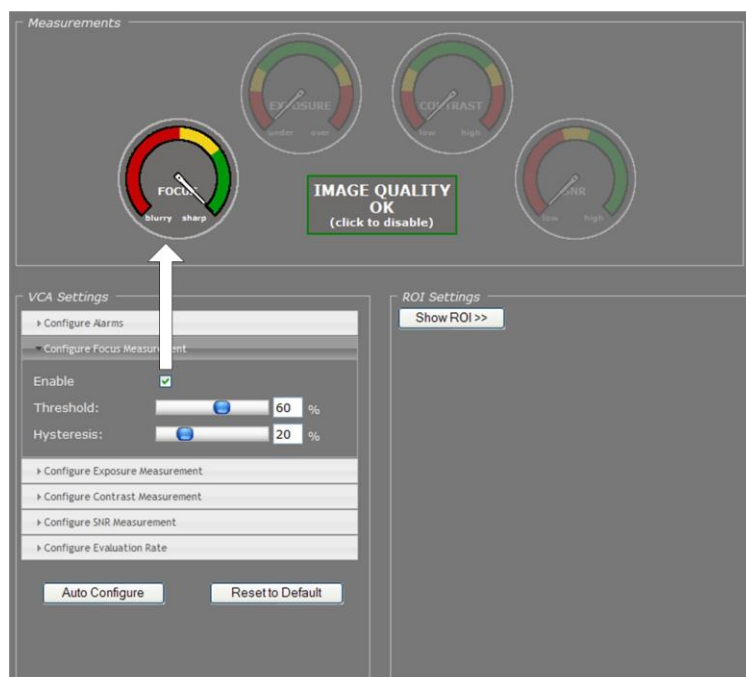 Measurements
EXPOSURE
under over
CONTRAST
low high
FOCUS
blurry sharp
IMAGE QUALITY
OK
(click to disable)
SNR
low high
VCA Settings
Configure Alarms
Configure Focus Measurement
Enable
Threshold: 60 %
Hysteresis: 20 %
Configure Exposure Measurement
Configure Contrast Measurement
Configure SNR Measurement
Configure Evaluation Rate
Auto Configure
Reset to Default
ROI Settings
Show ROI >>